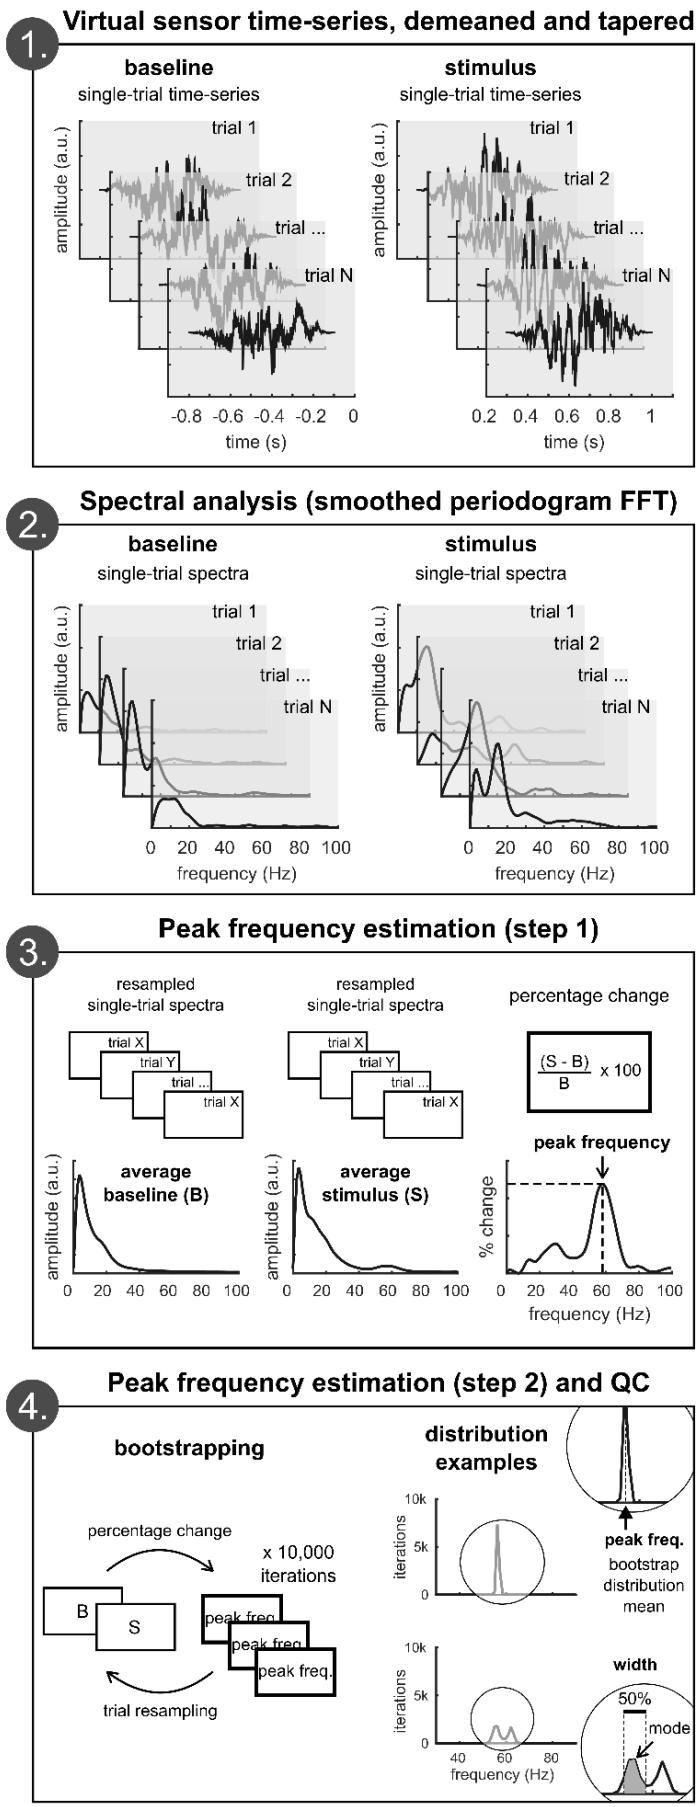 1.
Virtual sensor time-series, demeaned and tapered
baseline
single-trial time-series
amplitude (a.u.)
trial 1
trial 2
trial ...
trial N
-0.8 -0.6 -0.4 -0.2 0
time (s)
stimulus
single-trial time-series
amplitude (a.u.)
trial 1
trial 2
trial ...
trial N
0.2 0.4 0.6 0.8 1
time (s)
2.
Spectral analysis (smoothed periodogram FFT)
baseline
single-trial spectra
amplitude (a.u.)
trial 1
trial 2
trial ...
trial N
0 20 40 60 80 100
frequency (Hz)
stimulus
single-trial spectra
amplitude (a.u.)
trial 1
trial 2
trial ...
trial N
0 20 40 60 80 100
frequency (Hz)
3.
Peak frequency estimation (step 1)
resampled
single-trial spectra
trial X
trial Y
trial ...
trial X
amplitude (a.u.)
average
baseline (B)
0 20 40 60 80 100
resampled
single-trial spectra
trial X
trial Y
trial ...
trial X
amplitude (a.u.)
average
stimulus (S)
0 20 40 60 80 100
percentage change
(S - B)
B
x 100
peak frequency
% change
0 20 40 60 80 100
frequency (Hz)
4.
Peak frequency estimation (step 2) and QC
bootstrapping
percentage change
x 10,000
iterations
B
S
peak freq.
peak freq.
peak freq.
trial resampling
distribution
examples
10k
5k
0
iterations
peak freq.
bootstrap
distribution
mean
10k
5k
0
iterations
40 60 80
frequency (Hz)
width
50%
mode